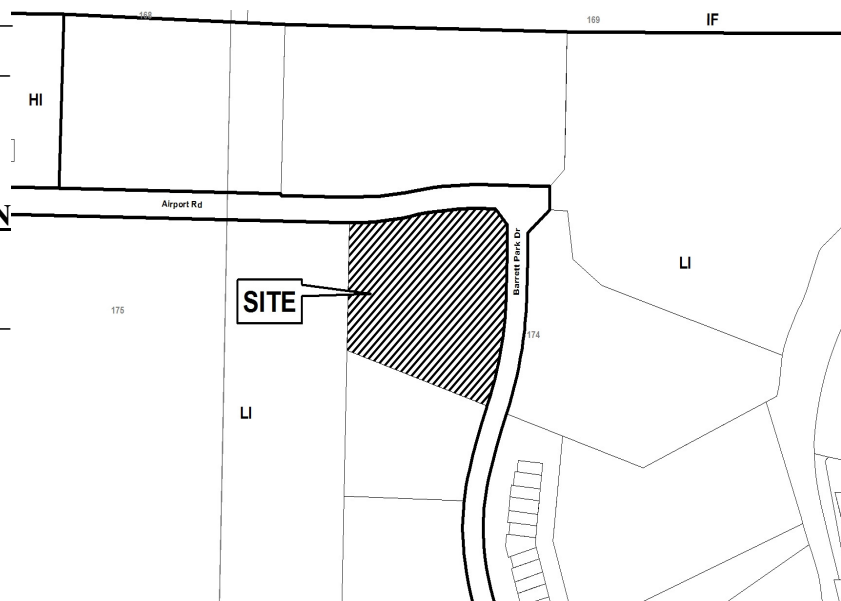 168
169
IF
HI
Airport Rd
N
Barrett Park Dr
LI
SITE
175
174
LI